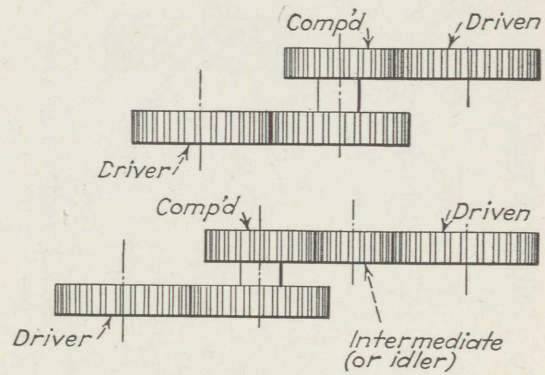 Comp'd
Driven
Driver
Comp'd
Driven
Driver
Intermediate
(or idler)